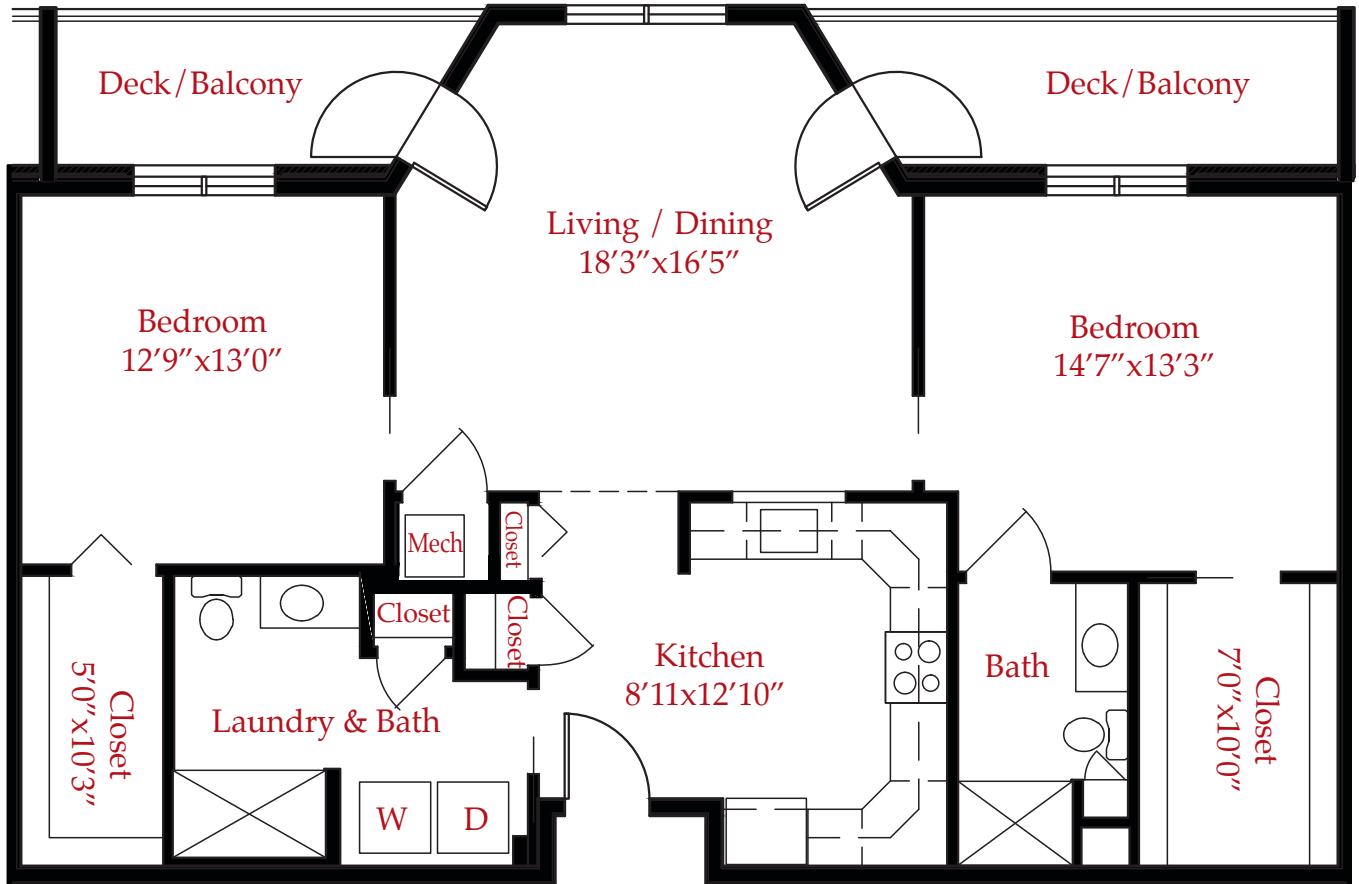 Deck/Balcony
Deck/Balcony
Living / Dining
18’3”x16’5”
Bedroom
12’9”x13’0”
Bedroom
14’7”x13’3”
Mech
Closet
Closet
Closet
Kitchen
8’11x12’10”
Bath
Closet
5’0”x10’3”
Laundry & Bath
Closet
7’0”x10’0”
W
D